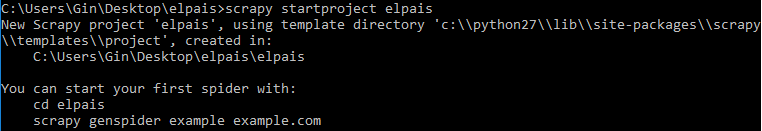 C:\Users\Gin\Desktop\elpais>scrapy startproject elpais
New Scrapy project 'elpais', using template directory 'c:\\python27\\lib\\site-packages\\scrapy
\\templates\\project', created in:
    C:\Users\Gin\Desktop\elpais\elpais

You can start your first spider with:
    cd elpais
    scrapy genspider example example.com